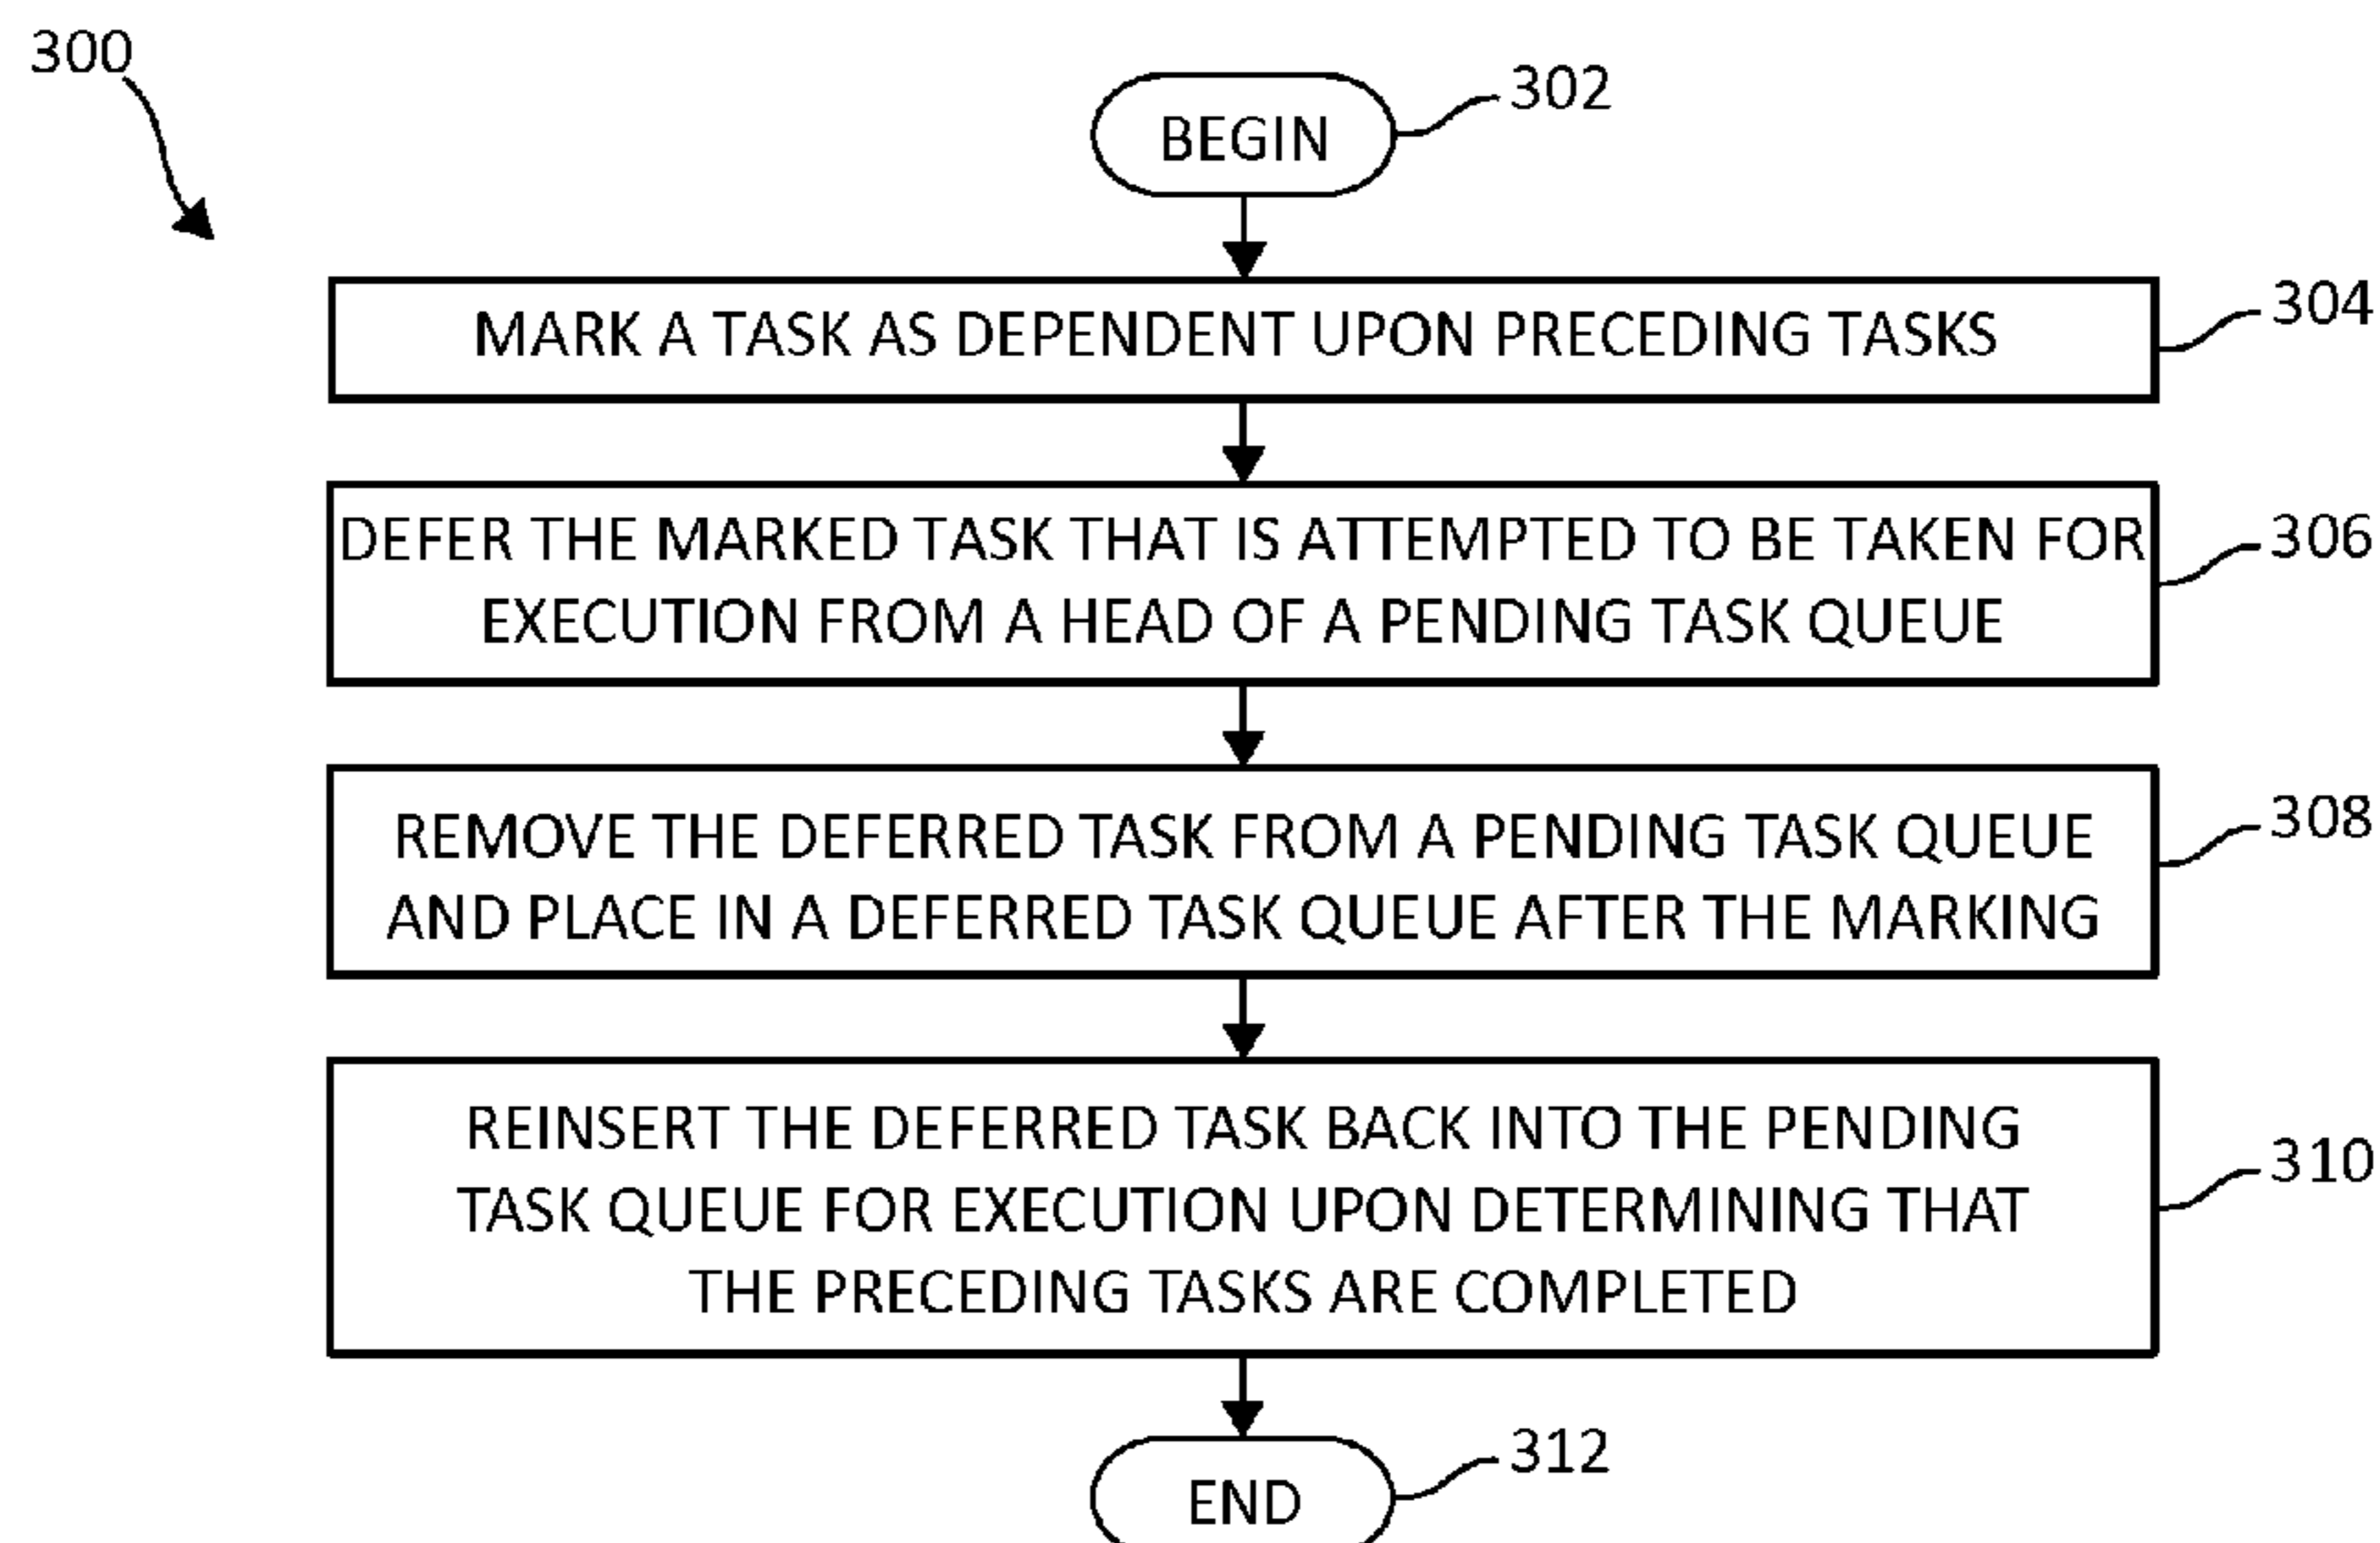 300
BEGIN
302
MARK A TASK AS DEPENDENT UPON PRECEDING TASKS
304
DEFER THE MARKED TASK THAT IS ATTEMPTED TO BE TAKEN FOR
EXECUTION FROM A HEAD OF A PENDING TASK QUEUE
306
REMOVE THE DEFERRED TASK FROM A PENDING TASK QUEUE
AND PLACE IN A DEFERRED TASK QUEUE AFTER THE MARKING
308
REINSERT THE DEFERRED TASK BACK INTO THE PENDING
TASK QUEUE FOR EXECUTION UPON DETERMINING THAT
THE PRECEDING TASKS ARE COMPLETED
310
END
312